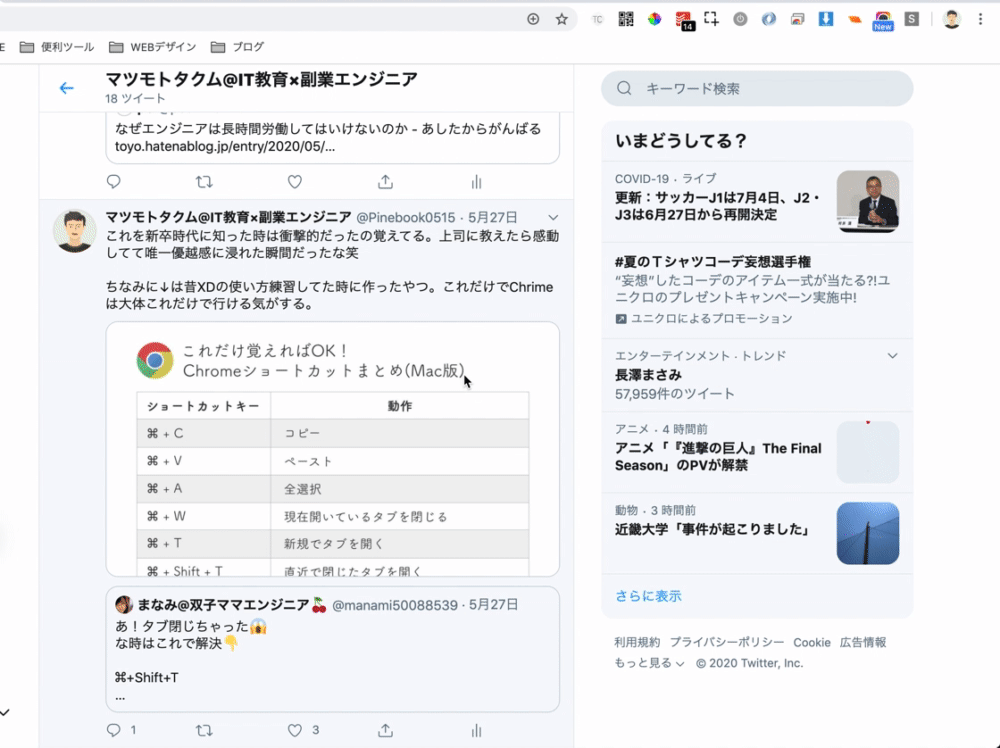 TC
14
New
S
E
便利ツール
WEBデザイン
ブログ
マツモトタクム@IT教育×副業エンジニア
18 ツイート
なぜエンジニアは長時間労働してはいけないのか - あしたからがんばる
toyo.hatenablog.jp/entry/2020/05/...
マツモトタクム@IT教育×副業エンジニア @Pinebook0515 · 5月27日
これを新卒時代に知った時は衝撃的だったの覚えてる。上司に教えたら感動
してて唯一優越感に浸れた瞬間だったな笑
ちなみに↓は昔XDの使い方練習してた時に作ったやつ。これだけでChrime
は大体これだけで行ける気がする。
これだけ覚えればOK！
Chromeショートカットまとめ(Mac版)
ショートカットキー 動作
⌘ + C コピー
⌘ + V ペースト
⌘ + A 全選択
⌘ + W 現在開いているタブを閉じる
⌘ + T 新規でタブを開く
⌘ + Shift + T 直近で閉じたタブを開く
まなみ@双子ママエンジニア🍒 @manami50088539 · 5月27日
あ！タブ閉じちゃった😱
な時はこれで解決👇
⌘+Shift+T
...
1 3
キーワード検索
いまどうしてる？
COVID-19 · ライブ
更新：サッカーJ1は7月4日、J2・
J3は6月27日から再開決定
#夏のＴシャツコーデ妄想選手権
“妄想”したコーデのアイテム一式が当たる?!ユ
ニクロのプレゼントキャンペーン実施中!
ユニクロによるプロモーション
エンターテインメント · トレンド
長澤まさみ
57,959件のツイート
アニメ · 4 時間前
アニメ「『進撃の巨人』The Final
Season」のPVが解禁
動物 · 3 時間前
近畿大学「事件が起こりました」
さらに表示
利用規約 プライバシーポリシー Cookie 広告情報
もっと見る © 2020 Twitter, Inc.